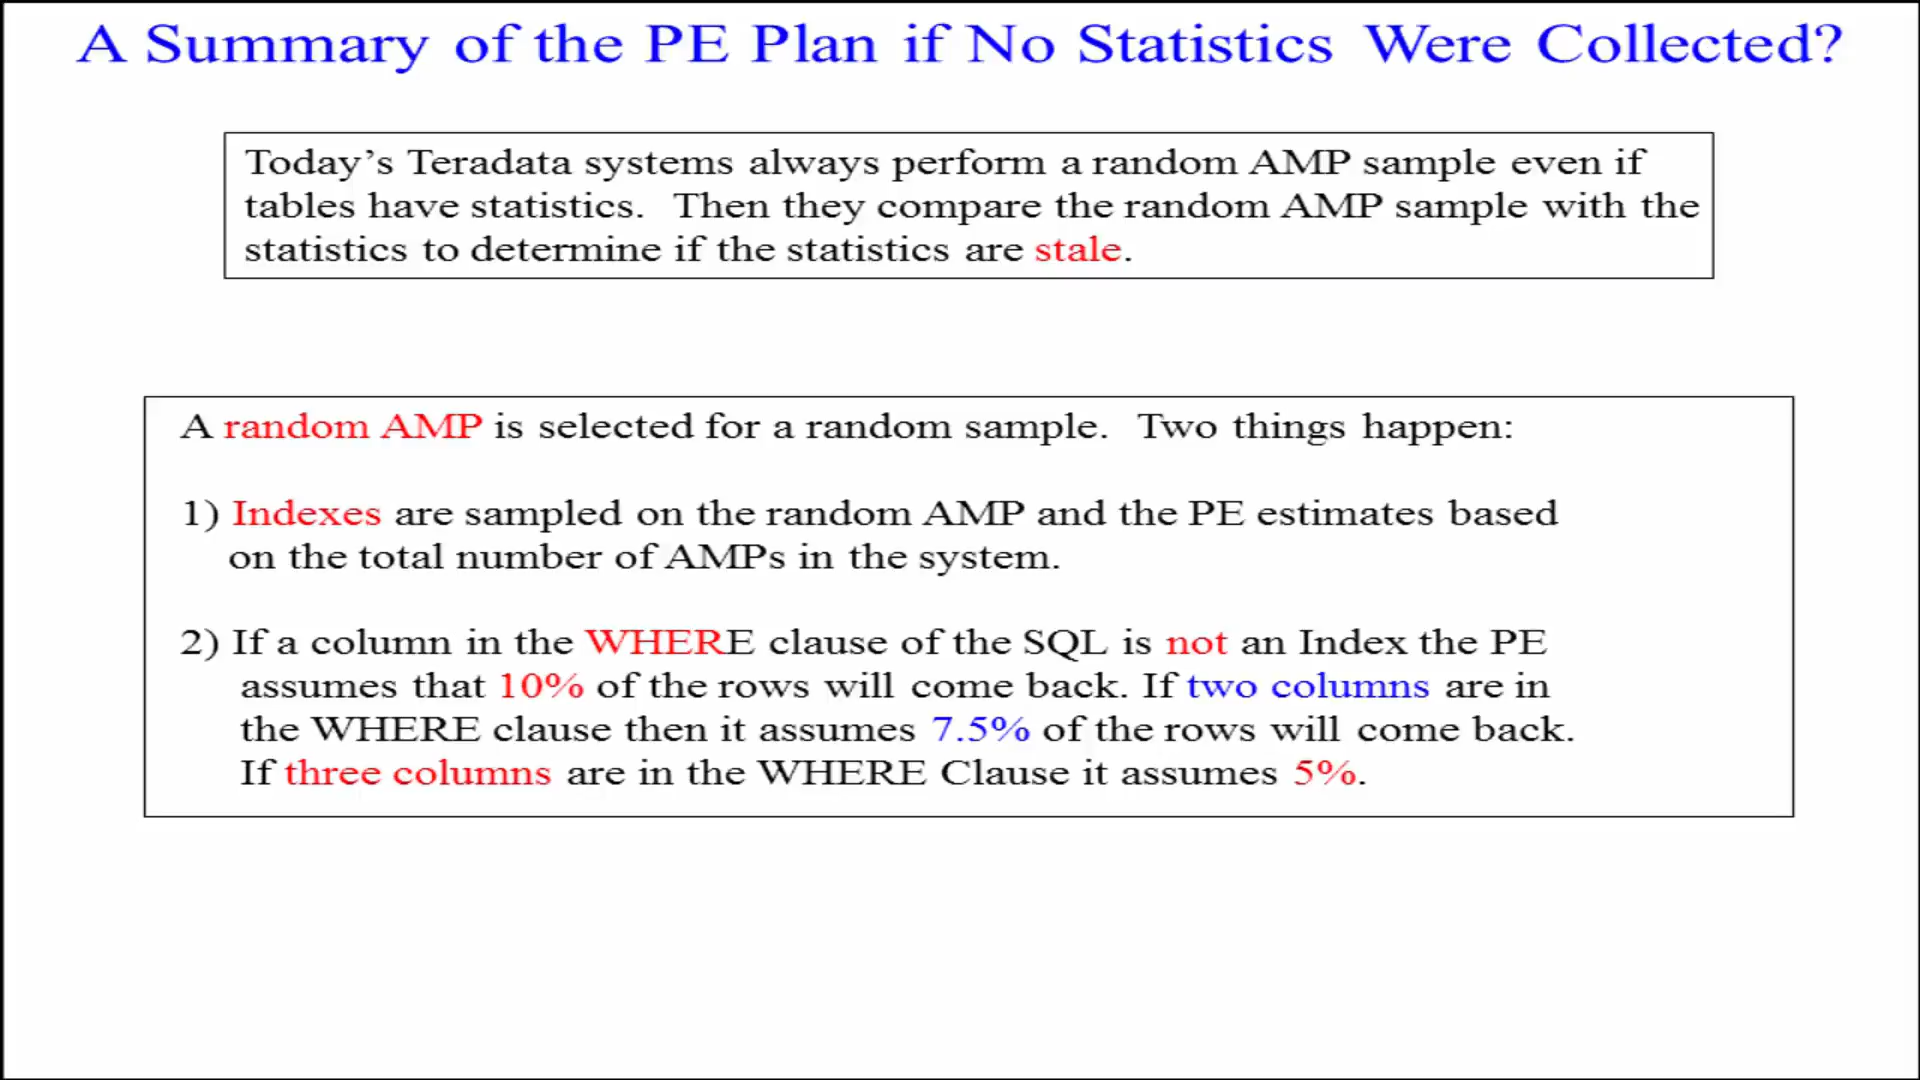 A Summary of the PE Plan if No Statistics Were Collected?
Today's Teradata systems always perform a random AMP sample even if
tables have statistics. Then they compare the random AMP sample with the
statistics to determine if the statistics are stale.
A random AMP is selected for a random sample. Two things happen:
1) Indexes are sampled on the random AMP and the PE estimates based
on the total number of AMPs in the system.
2) If a column in the WHERE clause of the SQL is not an Index the PE
assumes that 10% of the rows will come back. If two columns are in
the WHERE clause then it assumes 7.5% of the rows will come back.
If three columns are in the WHERE Clause it assumes 5%.